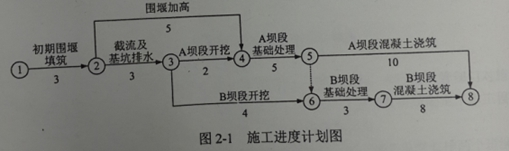 围堰加高
5
初期围堰
填筑
3
截流及
基坑排水
3
A坝段开挖
2
A坝段
基础处理
5
A坝段混凝土浇筑
10
1
2
3
4
5
6
7
8
B坝段开挖
4
B坝段
基础处理
3
B坝段
混凝土浇筑
8
图2-1 施工进度计划图